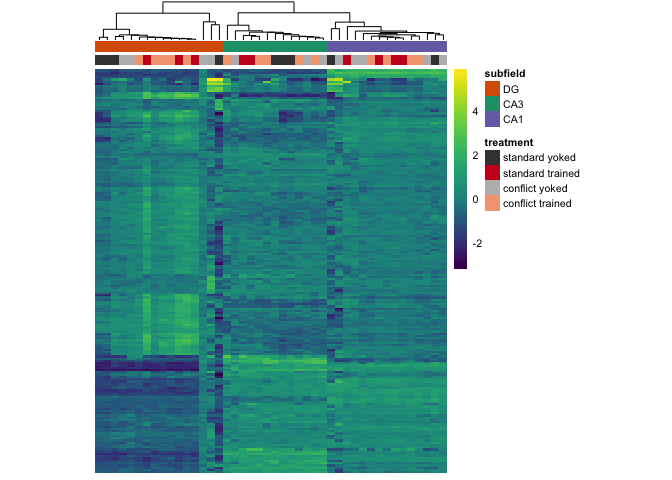 subfield
DG
CA3
CA1
treatment
standard yoked
standard trained
conflict yoked
conflict trained
4
2
0
-2